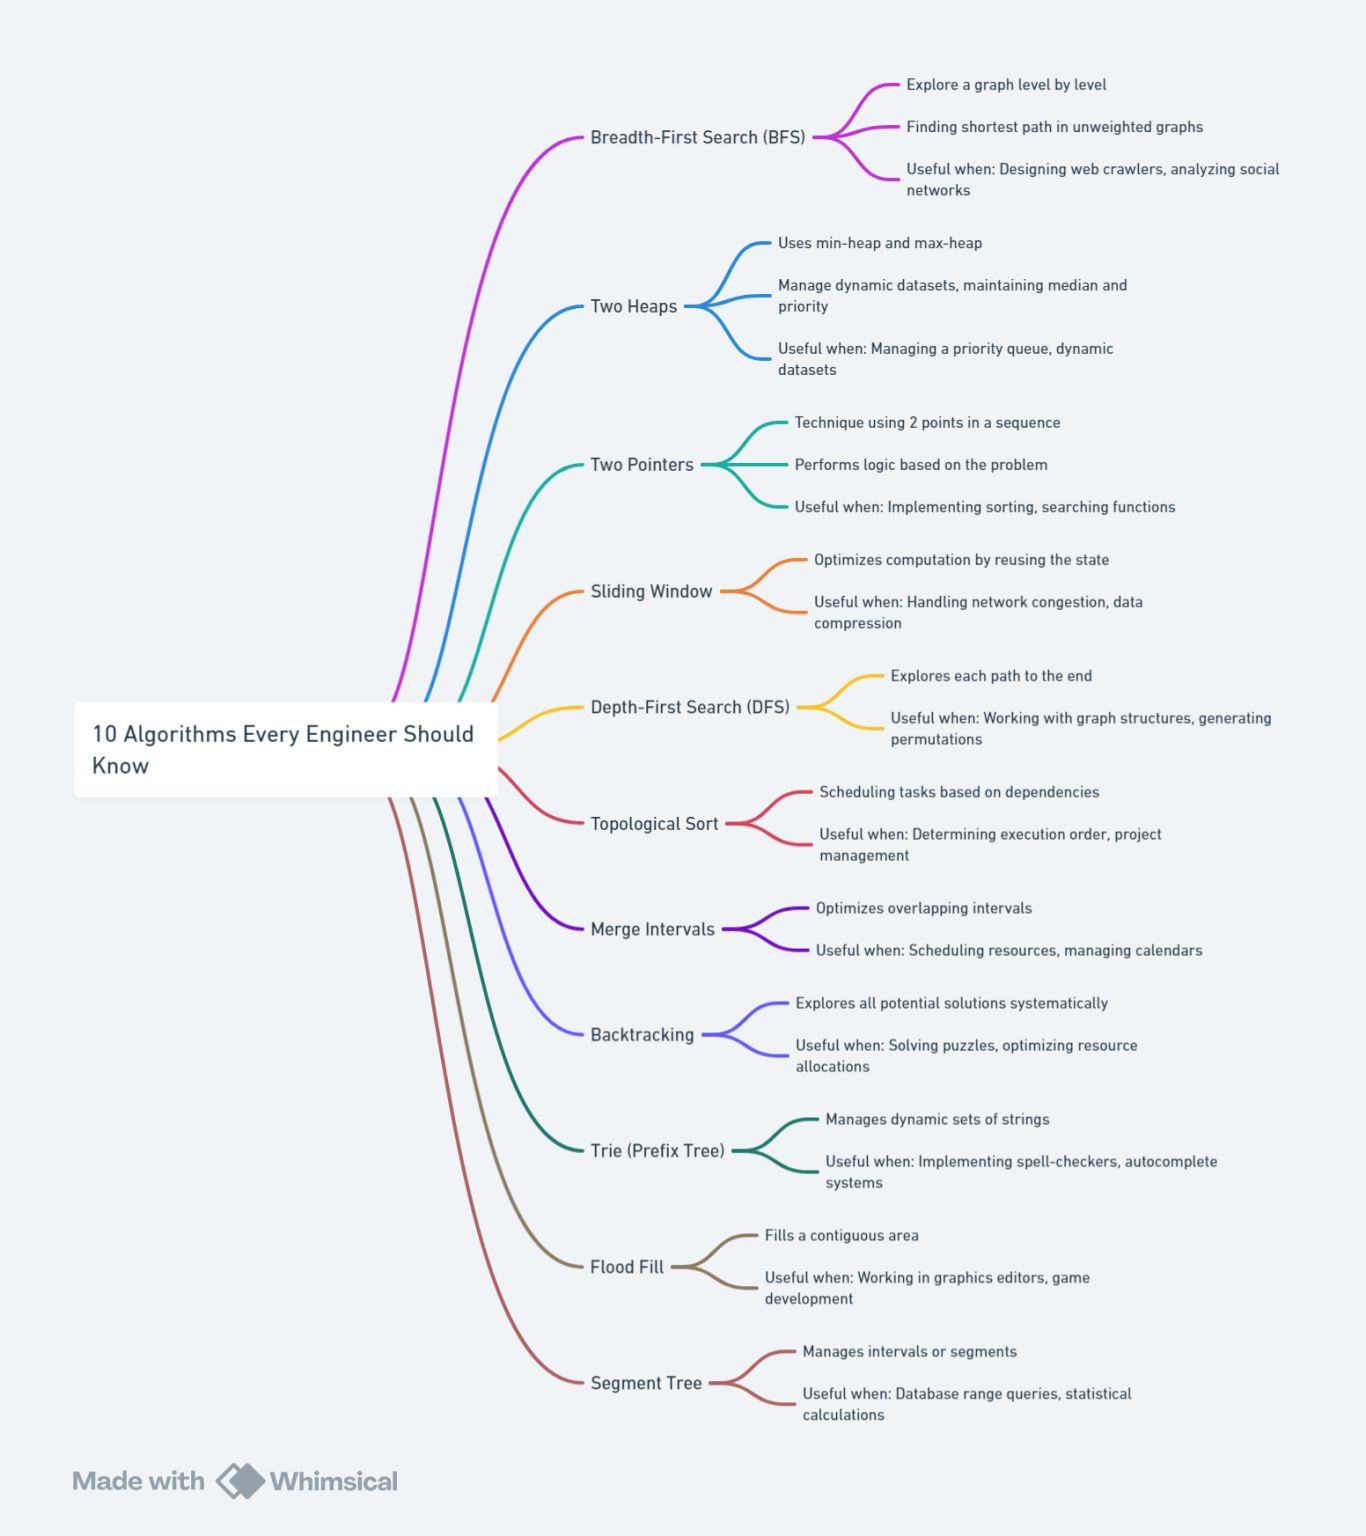 10 Algorithms Every Engineer Should
Know
Breadth-First Search (BFS)
Explore a graph level by level
Finding shortest path in unweighted graphs
Useful when: Designing web crawlers, analyzing social
networks
Two Heaps
Uses min-heap and max-heap
Manage dynamic datasets, maintaining median and
priority
Useful when: Managing a priority queue, dynamic
datasets
Two Pointers
Technique using 2 points in a sequence
Performs logic based on the problem
Useful when: Implementing sorting, searching functions
Sliding Window
Optimizes computation by reusing the state
Useful when: Handling network congestion, data
compression
Depth-First Search (DFS)
Explores each path to the end
Useful when: Working with graph structures, generating
permutations
Topological Sort
Scheduling tasks based on dependencies
Useful when: Determining execution order, project
management
Merge Intervals
Optimizes overlapping intervals
Useful when: Scheduling resources, managing calendars
Backtracking
Explores all potential solutions systematically
Useful when: Solving puzzles, optimizing resource
allocations
Trie (Prefix Tree)
Manages dynamic sets of strings
Useful when: Implementing spell-checkers, autocomplete
systems
Flood Fill
Fills a contiguous area
Useful when: Working in graphics editors, game
development
Segment Tree
Manages intervals or segments
Useful when: Database range queries, statistical
calculations
Made with Whimsical